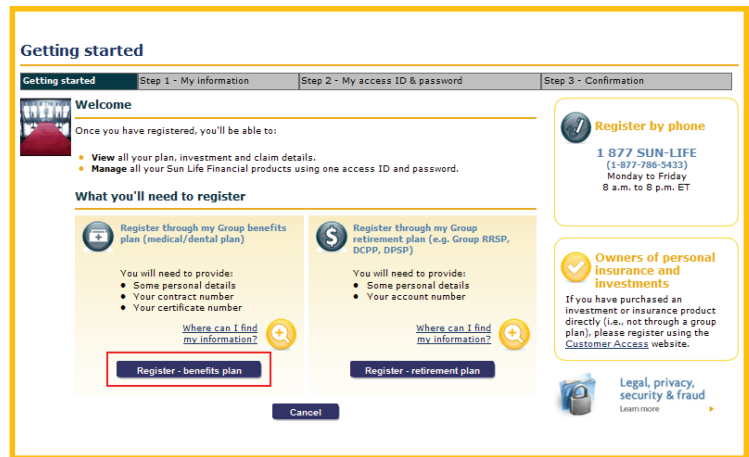 Getting started
Getting started
Step 1 - My information
Step 2 - My access ID & password
Step 3 - Confirmation
Welcome
Once you have registered, you'll be able to:
View all your plan, investment and claim details.
Manage all your Sun Life Financial products using one access ID and password.
What you'll need to register
Register through my Group benefits
plan (medical/dental plan)
You will need to provide:
Some personal details
Your contract number
Your certificate number
Where can I find
my information?
Register - benefits plan
Register through my Group
retirement plan (e.g. Group RRSP,
DCPP, DPSP)
You will need to provide:
Some personal details
Your account number
Where can I find
my information?
Register - retirement plan
Cancel
Register by phone
1 877 SUN-LIFE
(1-877-786-5433)
Monday to Friday
8 a.m. to 8 p.m. ET
Owners of personal
insurance and
investments
If you have purchased an
investment or insurance product
directly (i.e., not through a group
plan), please register using the
Customer Access website.
Legal, privacy,
security & fraud
Learn more